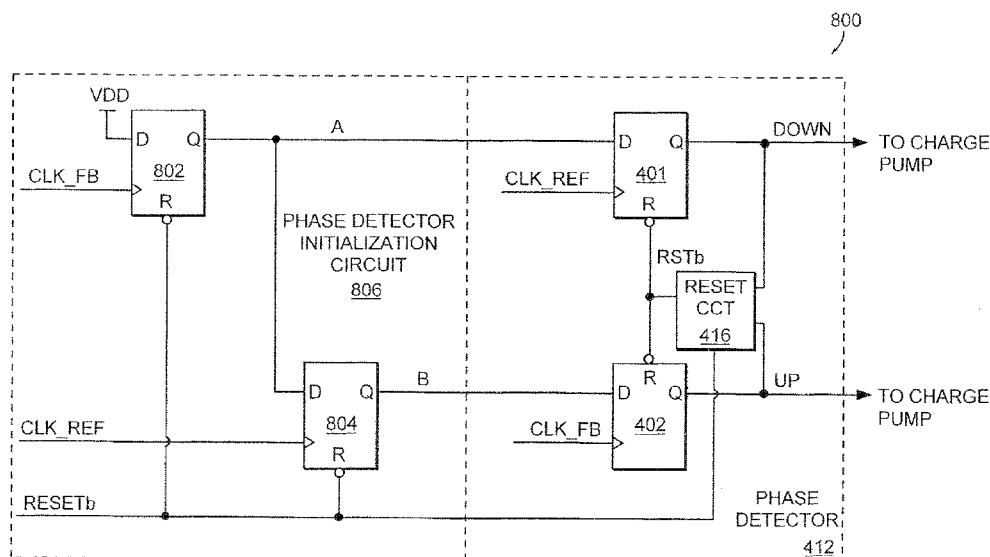 800
VDD
D
Q
802
CLK_FB
R
A
D
Q
401
CLK_REF
R
DOWN
TO CHARGE
PUMP
PHASE DETECTOR
INITIALIZATION
CIRCUIT
806
RSTb
RESET
CCT
416
D
Q
804
CLK_REF
R
B
R
D
Q
402
CLK_FB
UP
TO CHARGE
PUMP
RESETb
PHASE
DETECTOR
412